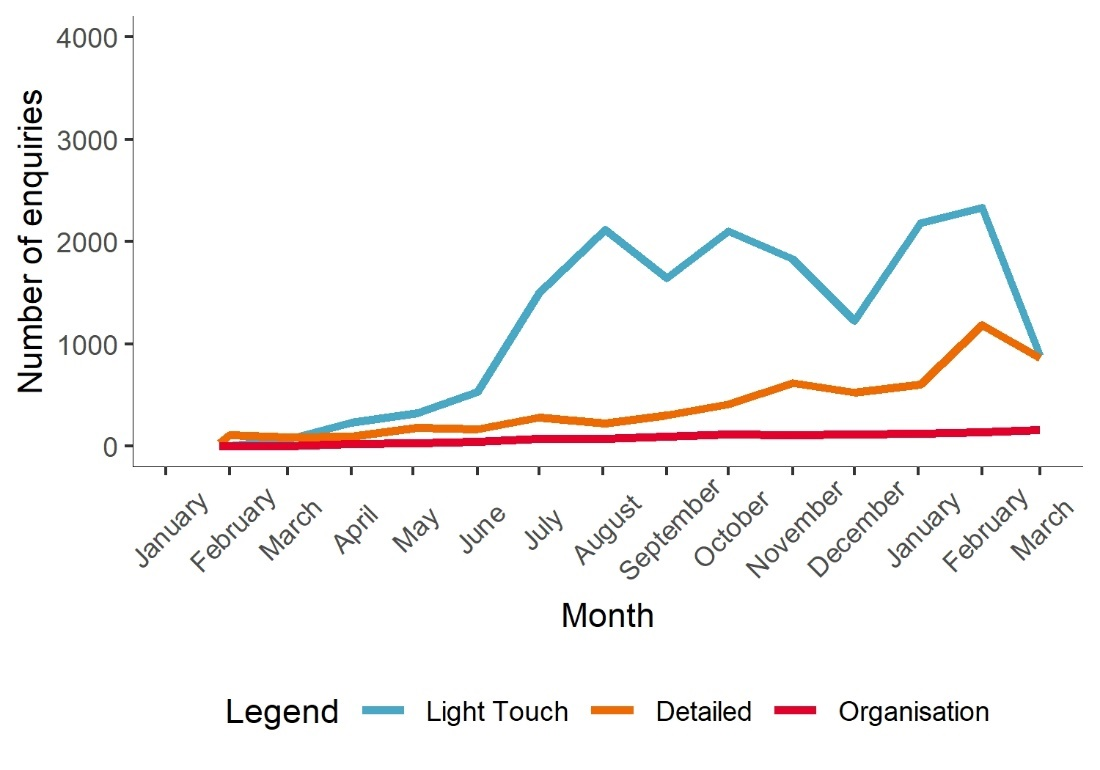 Number of enquiries
4000
3000
2000
1000
0
January
February
March
April
May
June
July
August
September
October
November
December
January
February
March
Month
Legend Light Touch Detailed Organisation